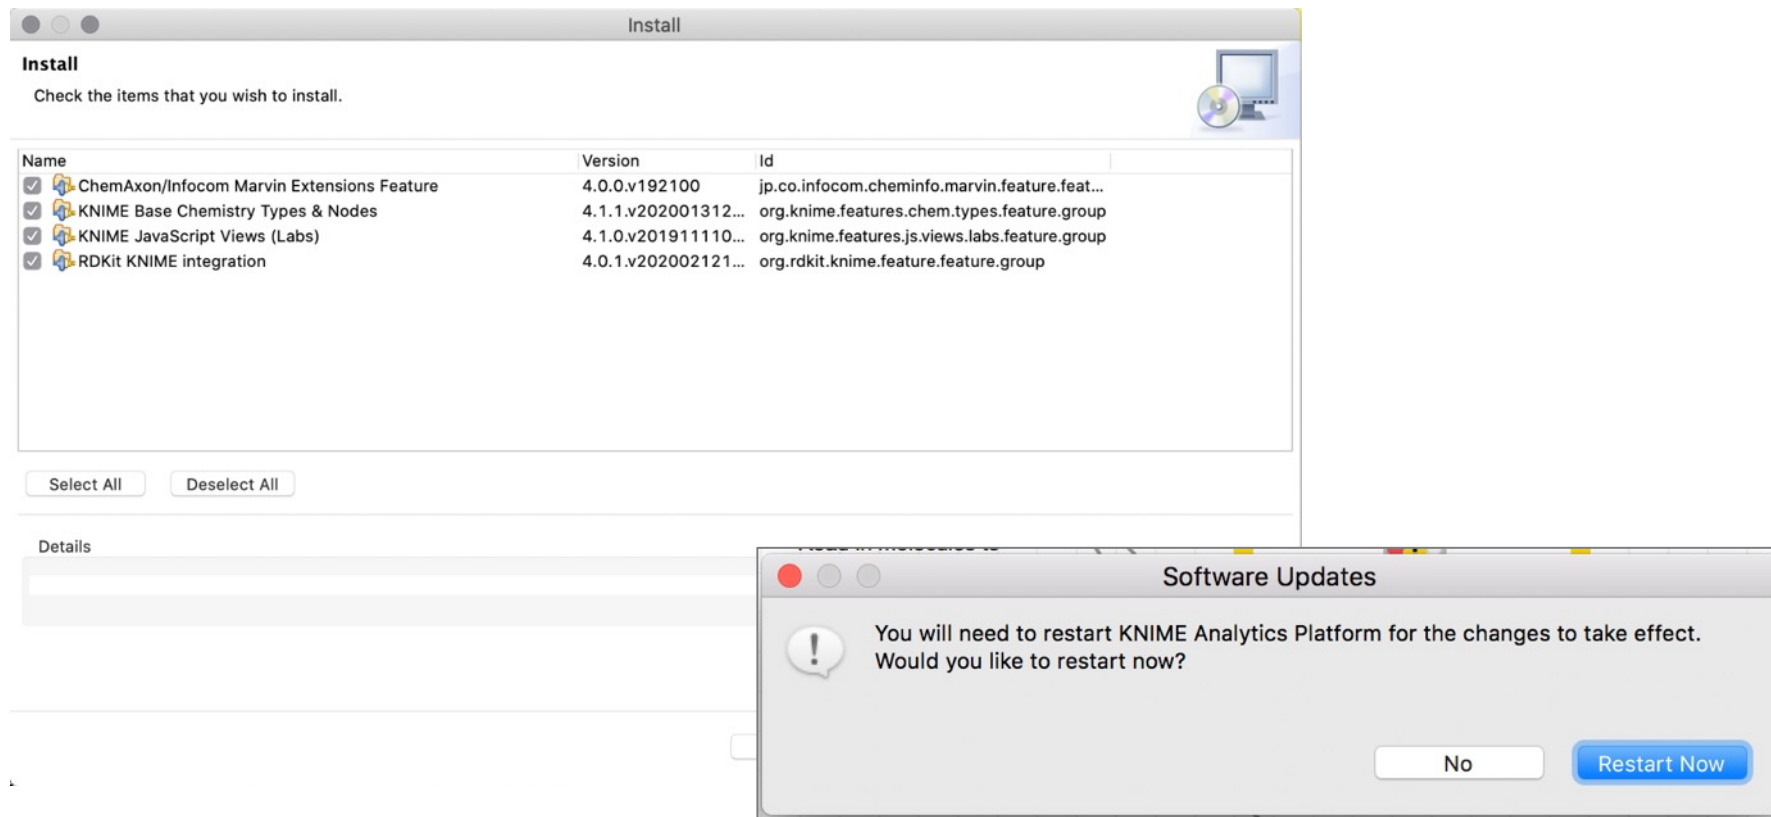 Install
Install
Check the items that you wish to install.
Name Version Id
ChemAxon/Infocom Marvin Extensions Feature 4.0.0.v192100 jp.co.infocom.cheminfo.marvin.feature.feat...
KNIME Base Chemistry Types & Nodes 4.1.1.v202001312... org.knime.features.chem.types.feature.group
KNIME JavaScript Views (Labs) 4.1.0.v201911110... org.knime.features.js.views.labs.feature.group
RDKit KNIME integration 4.0.1.v202002121... org.rdkit.knime.feature.feature.group
Select All Deselect All
Details
Software Updates
You will need to restart KNIME Analytics Platform for the changes to take effect.
Would you like to restart now?
No Restart Now